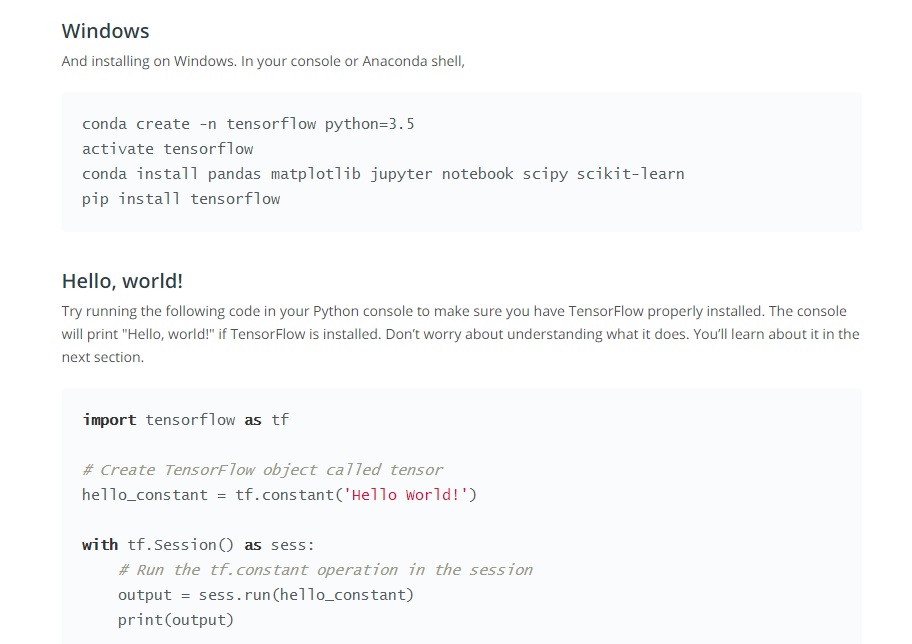 Windows
And installing on Windows. In your console or Anaconda shell,
conda create -n tensorflow python=3.5
activate tensorflow
conda install pandas matplotlib jupyter notebook scipy scikit-learn
pip install tensorflow
Hello, world!
Try running the following code in your Python console to make sure you have TensorFlow properly installed. The console
will print "Hello, world!" if TensorFlow is installed. Don’t worry about understanding what it does. You’ll learn about it in the
next section.
import tensorflow as tf
# Create TensorFlow object called tensor
hello_constant = tf.constant('Hello World!')
with tf.Session() as sess:
    # Run the tf.constant operation in the session
    output = sess.run(hello_constant)
    print(output)